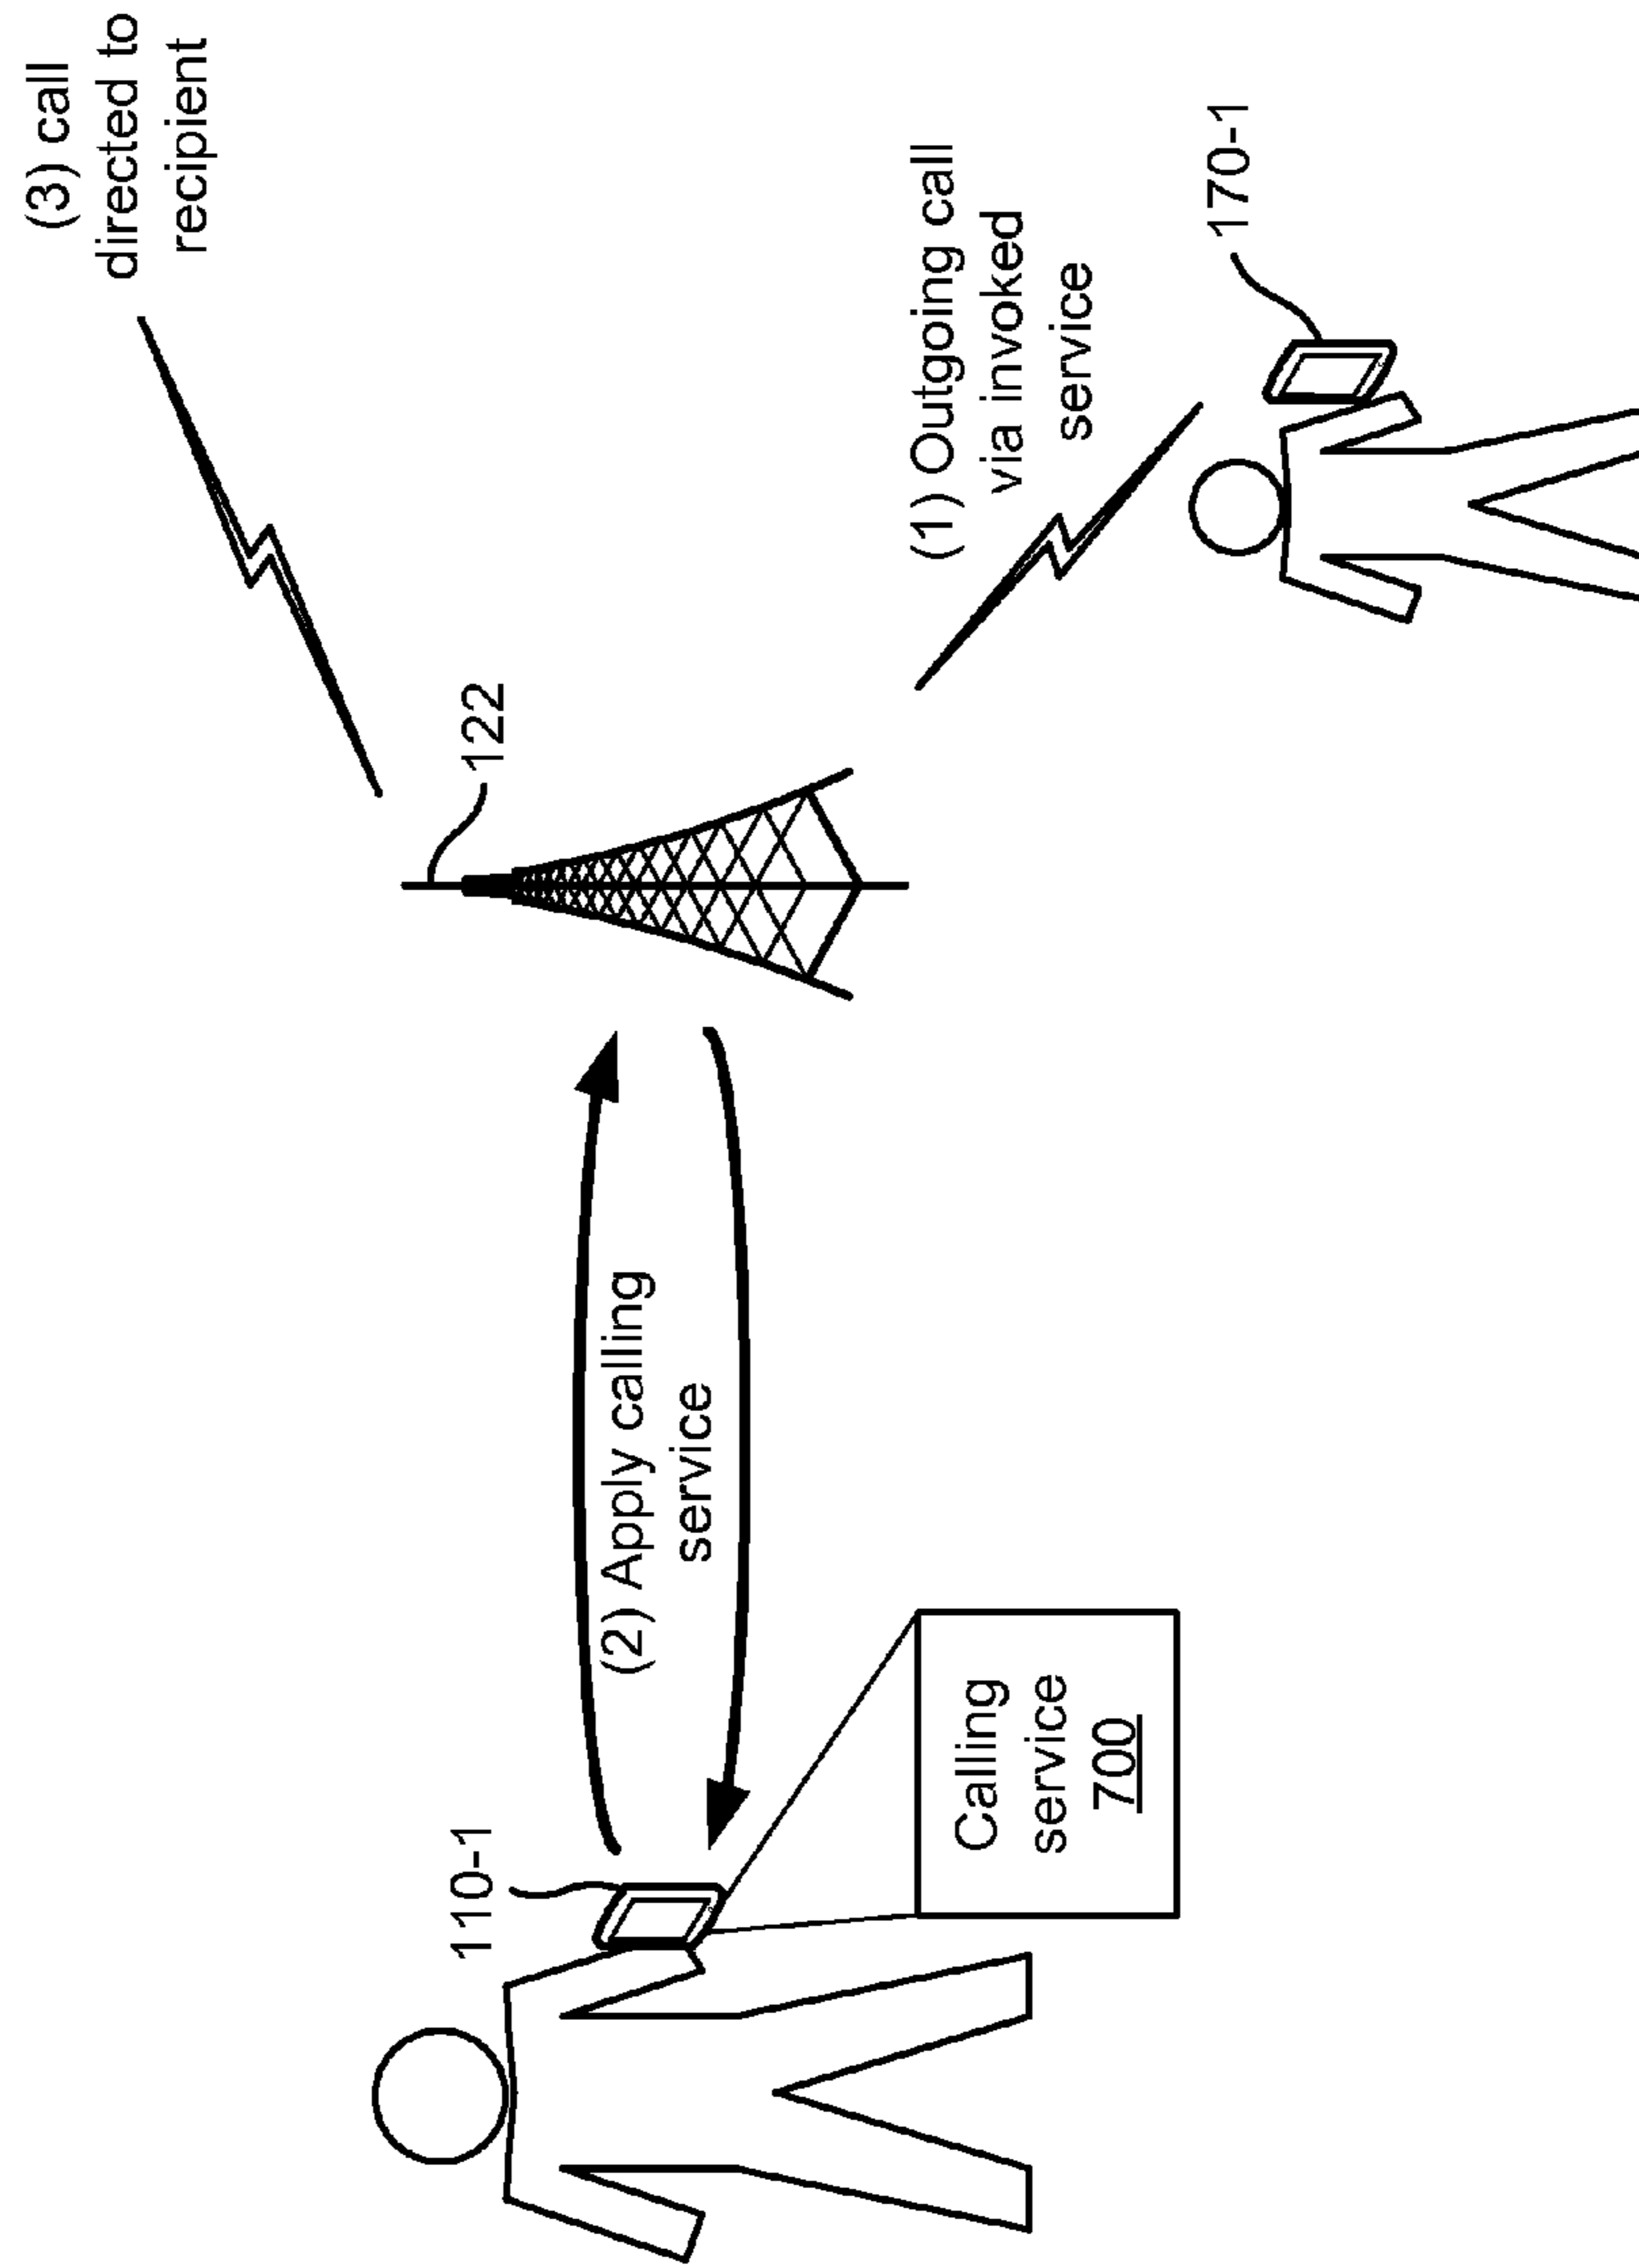 (3) call
directed to
recipient
110-1
122
(2) Apply calling
service
(1) Outgoing call
via invoked
service
170-1
Calling
service
700